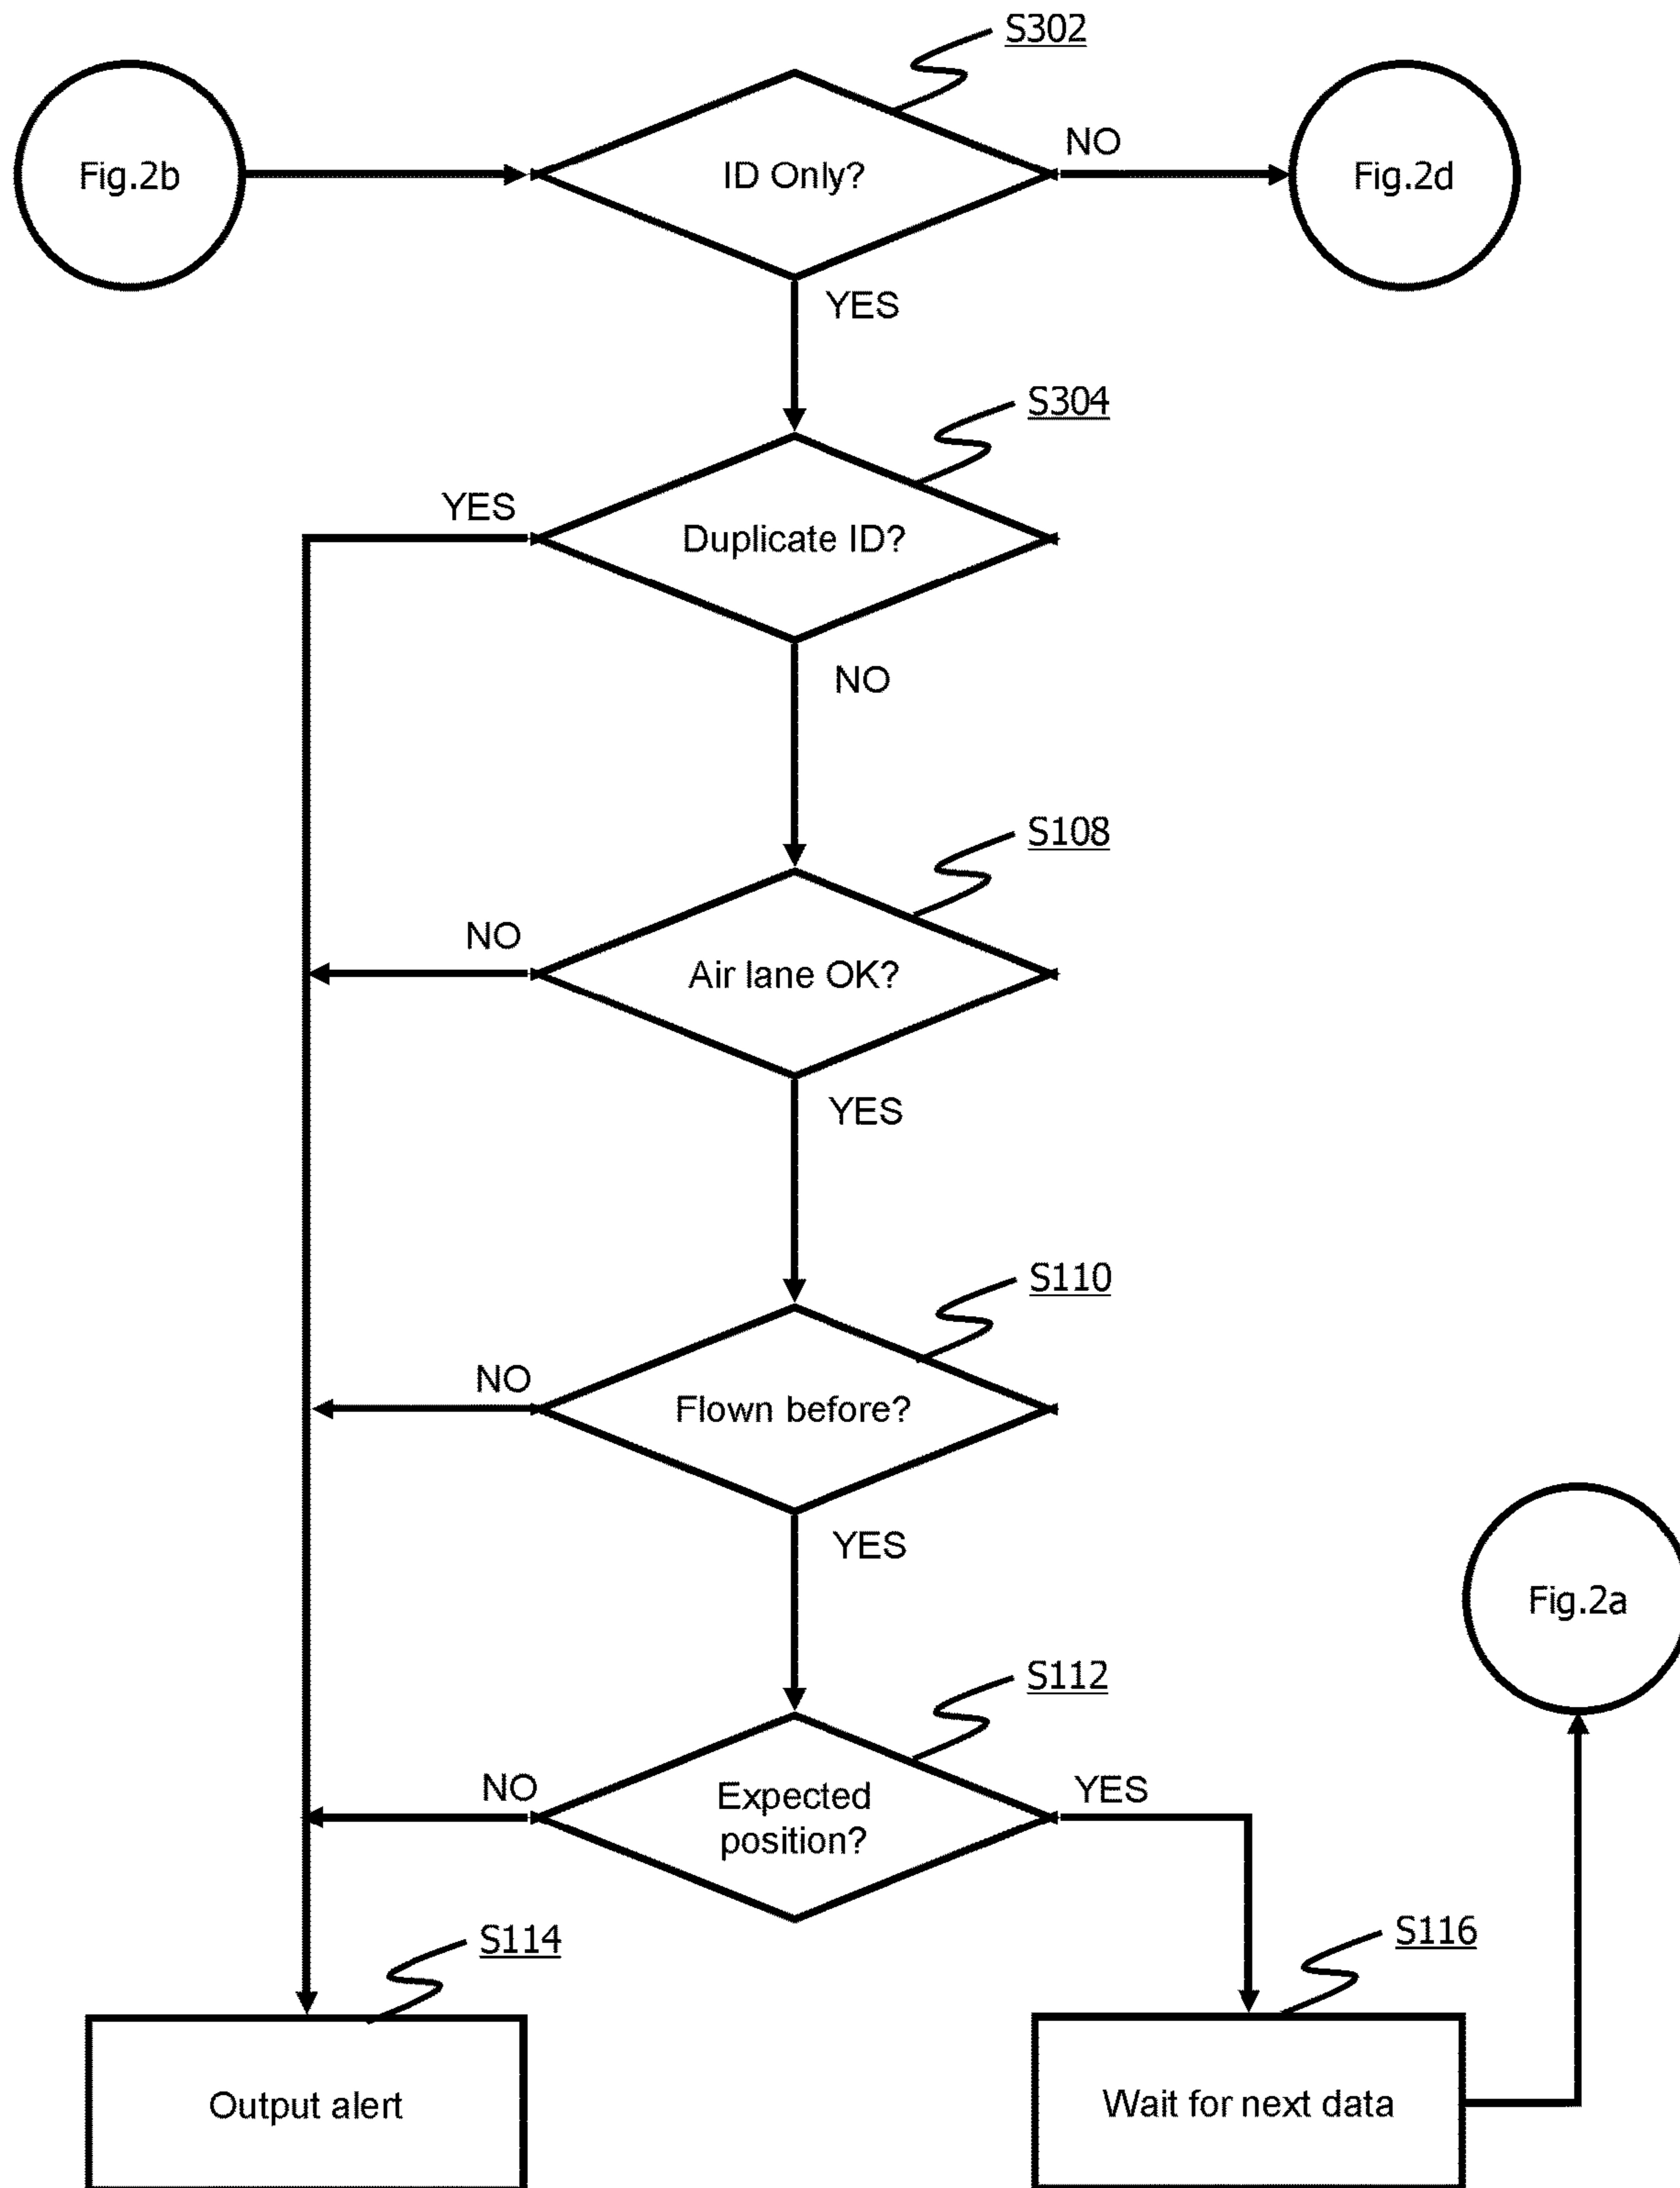 S302
Fig.2b
ID Only?
NO
Fig.2d
YES
S304
YES
Duplicate ID?
NO
S108
NO
Air lane OK?
YES
S110
NO
Flown before?
YES
Fig.2a
S112
NO
Expected
position?
YES
S114
S116
Output alert
Wait for next data